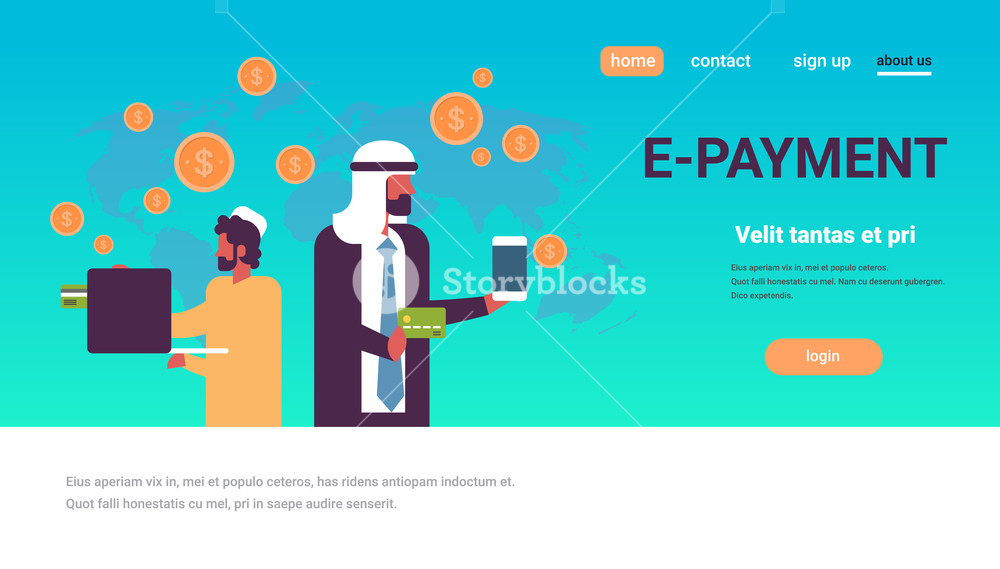 home
contact
sign up
about us
E-PAYMENT
Velit tantas et pri
Eius aperiam vix in, mei et populo ceteros.
Quot falli honestatis cu mel. Nam cu deserunt gubergren.
Dico expetendis.
login
$
$
$
$
$
$
$
$
$
$
$
$
Storyblocks
Eius aperiam vix in, mei et populo ceteros, has ridens antiopam indoctum et.
Quot falli honestatis cu mel, pri in saepe audire senserit.